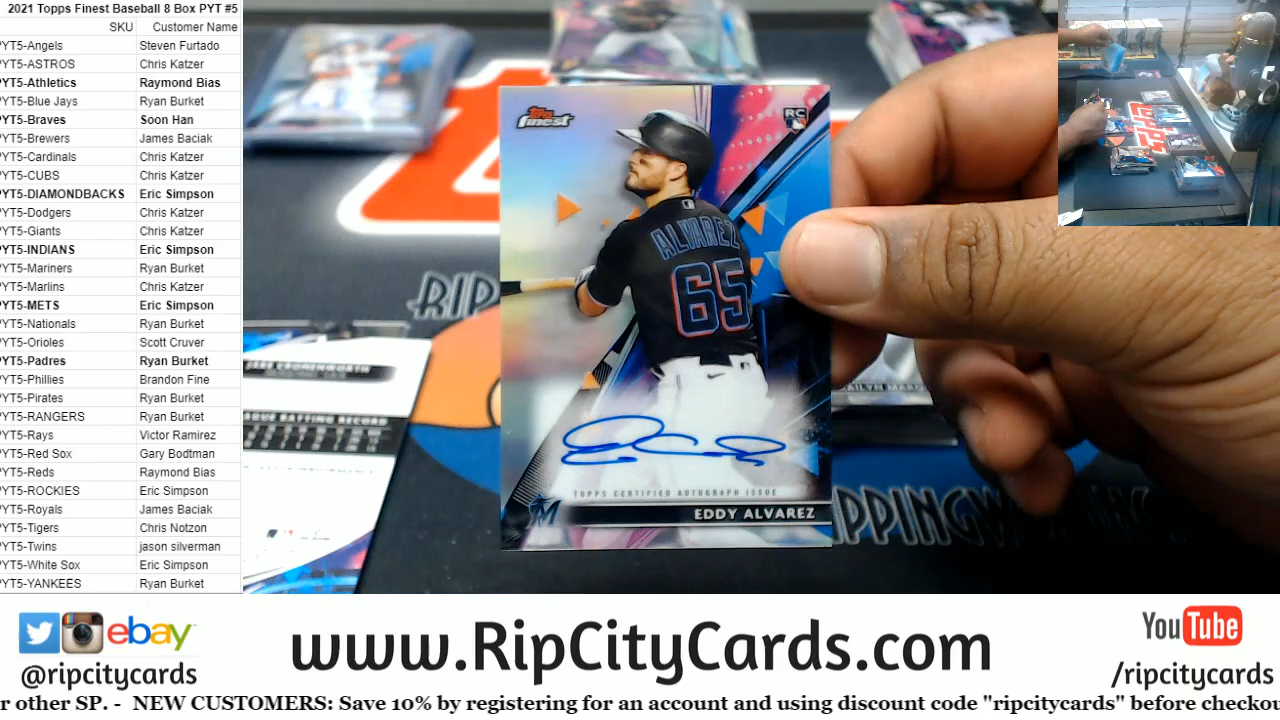 2021 Topps Finest Baseball 8 Box PYT #5
SKU Customer Name
PYT5-Angels Steven Furtado
PYT5-ASTROS Chris Katzer
PYT5-Athletics Raymond Bias
PYT5-Blue Jays Ryan Burket
PYT5-Braves Soon Han
PYT5-Brewers James Baciak
PYT5-Cardinals Chris Katzer
PYT5-CUBS Chris Katzer
PYT5-DIAMONDBACKS Eric Simpson
PYT5-Dodgers Chris Katzer
PYT5-Giants Chris Katzer
PYT5-INDIANS Eric Simpson
PYT5-Mariners Ryan Burket
PYT5-Marlins Chris Katzer
PYT5-METS Eric Simpson
PYT5-Nationals Ryan Burket
PYT5-Orioles Scott Cruver
PYT5-Padres Ryan Burket
PYT5-Phillies Brandon Fine
PYT5-Pirates Ryan Burket
PYT5-RANGERS Ryan Burket
PYT5-Rays Victor Ramirez
PYT5-Red Sox Gary Bodtman
PYT5-Reds Raymond Bias
PYT5-ROCKIES Eric Simpson
PYT5-Royals James Baciak
PYT5-Tigers Chris Notzon
PYT5-Twins jason silverman
PYT5-White Sox Eric Simpson
PYT5-YANKEES Ryan Burket
Topps
finest
RC
ALVAREZ
65
TOPPS CERTIFIED AUTOGRAPH ISSUE
EDDY ALVAREZ
JAKE CRONENWORTH
BATTING RECORD
RIP
ebay
@ripcitycards
www.RipCityCards.com
YouTube
/ripcitycards
r other SP. - NEW CUSTOMERS: Save 10% by registering for an account and using discount code "ripcitycards" before checkou